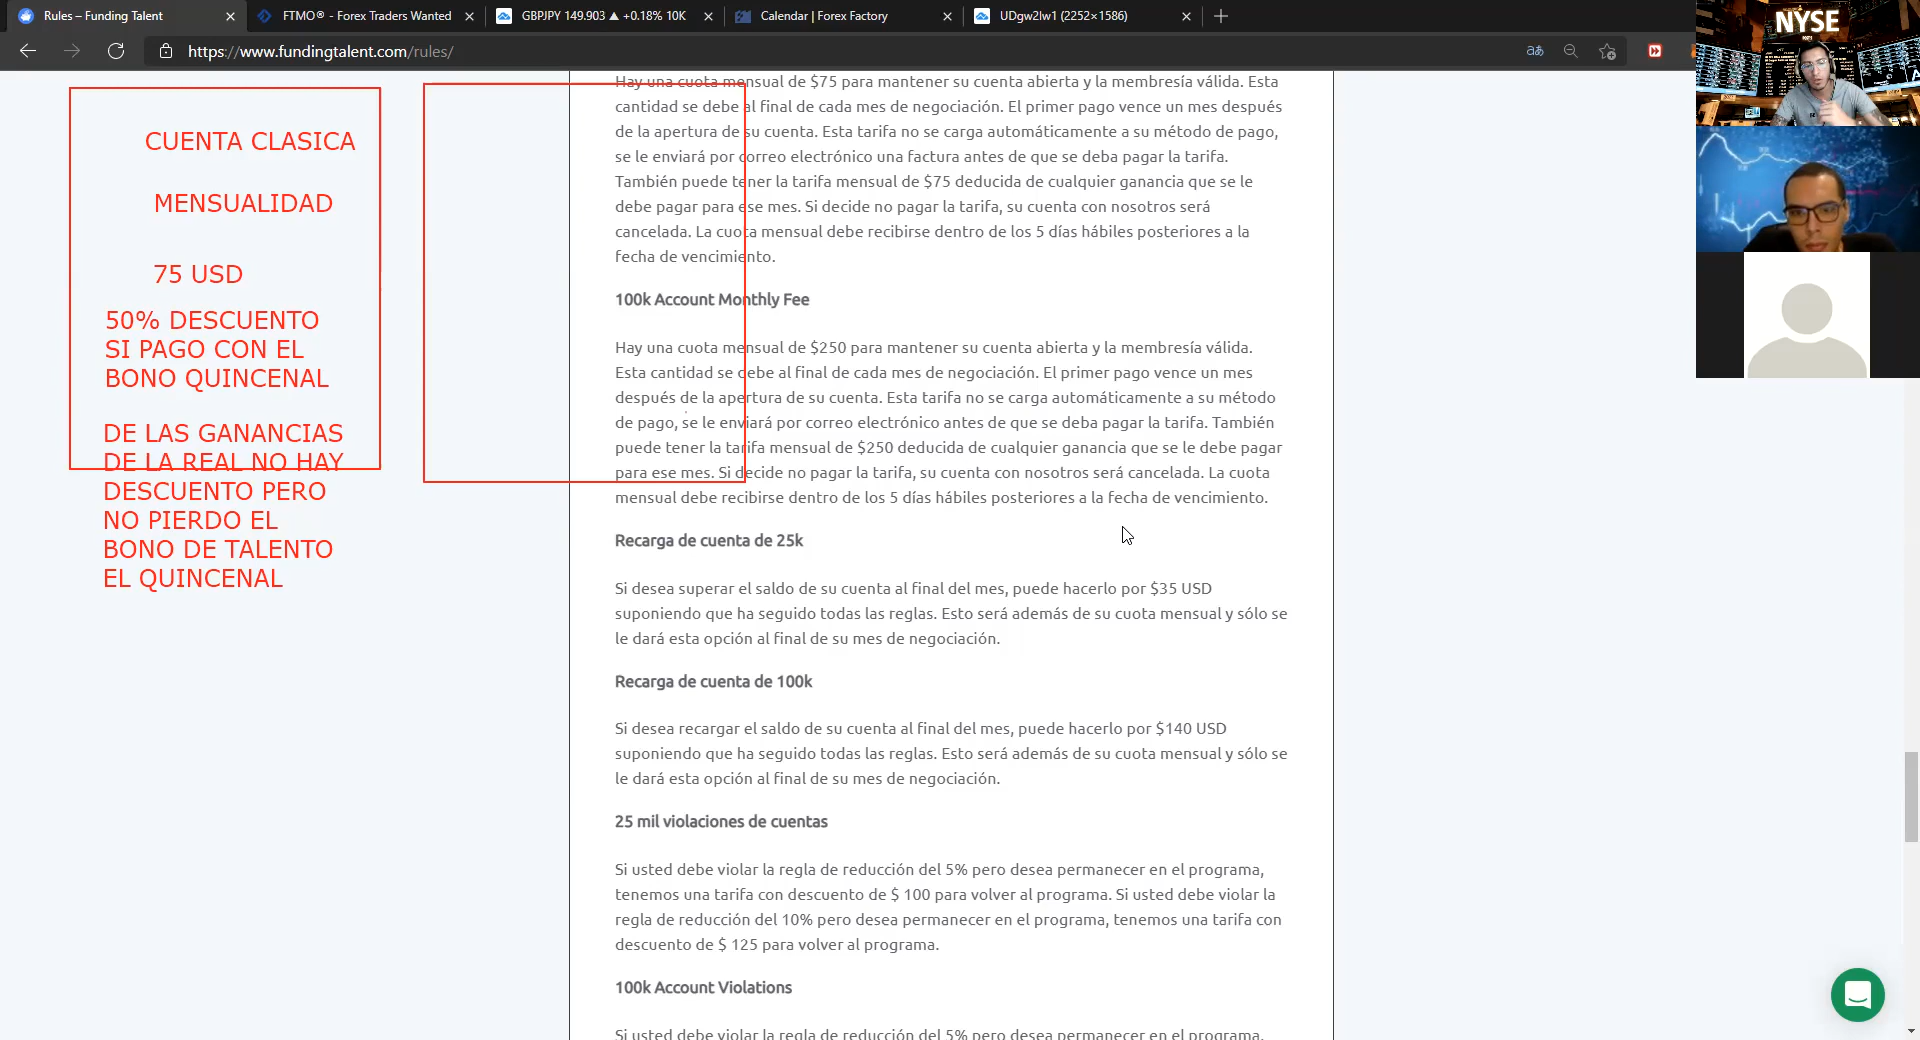 Rules – Funding Talent
FTMO® - Forex Traders Wanted
GBPJPY 149.903 ▲ +0.18% 10K
Calendar | Forex Factory
UDgw2lw1 (2252×1586)
https://www.fundingtalent.com/rules/
NYSE
CUENTA CLASICA
MENSUALIDAD
75 USD
50% DESCUENTO
SI PAGO CON EL
BONO QUINCENAL
DE LAS GANANCIAS
DE LA REAL NO HAY
DESCUENTO PERO
NO PIERDO EL
BONO DE TALENTO
EL QUINCENAL
Hay una cuota mensual de $75 para mantener su cuenta abierta y la membresía válida. Esta
cantidad se debe al final de cada mes de negociación. El primer pago vence un mes después
de la apertura de su cuenta. Esta tarifa no se carga automáticamente a su método de pago,
se le enviará por correo electrónico una factura antes de que se deba pagar la tarifa.
También puede tener la tarifa mensual de $75 deducida de cualquier ganancia que se le
debe pagar para ese mes. Si decide no pagar la tarifa, su cuenta con nosotros será
cancelada. La cuota mensual debe recibirse dentro de los 5 días hábiles posteriores a la
fecha de vencimiento.
100k Account Monthly Fee
Hay una cuota mensual de $250 para mantener su cuenta abierta y la membresía válida.
Esta cantidad se debe al final de cada mes de negociación. El primer pago vence un mes
después de la apertura de su cuenta. Esta tarifa no se carga automáticamente a su método
de pago, se le enviará por correo electrónico antes de que se deba pagar la tarifa. También
puede tener la tarifa mensual de $250 deducida de cualquier ganancia que se le debe pagar
para ese mes. Si decide no pagar la tarifa, su cuenta con nosotros será cancelada. La cuota
mensual debe recibirse dentro de los 5 días hábiles posteriores a la fecha de vencimiento.
Recarga de cuenta de 25k
Si desea superar el saldo de su cuenta al final del mes, puede hacerlo por $35 USD
suponiendo que ha seguido todas las reglas. Esto será además de su cuota mensual y sólo se
le dará esta opción al final de su mes de negociación.
Recarga de cuenta de 100k
Si desea recargar el saldo de su cuenta al final del mes, puede hacerlo por $140 USD
suponiendo que ha seguido todas las reglas. Esto será además de su cuota mensual y sólo se
le dará esta opción al final de su mes de negociación.
25 mil violaciones de cuentas
Si usted debe violar la regla de reducción del 5% pero desea permanecer en el programa,
tenemos una tarifa con descuento de $ 100 para volver al programa. Si usted debe violar la
regla de reducción del 10% pero desea permanecer en el programa, tenemos una tarifa con
descuento de $ 125 para volver al programa.
100k Account Violations
Si usted debe violar la regla de reducción del 5% pero desea permanecer en el programa,